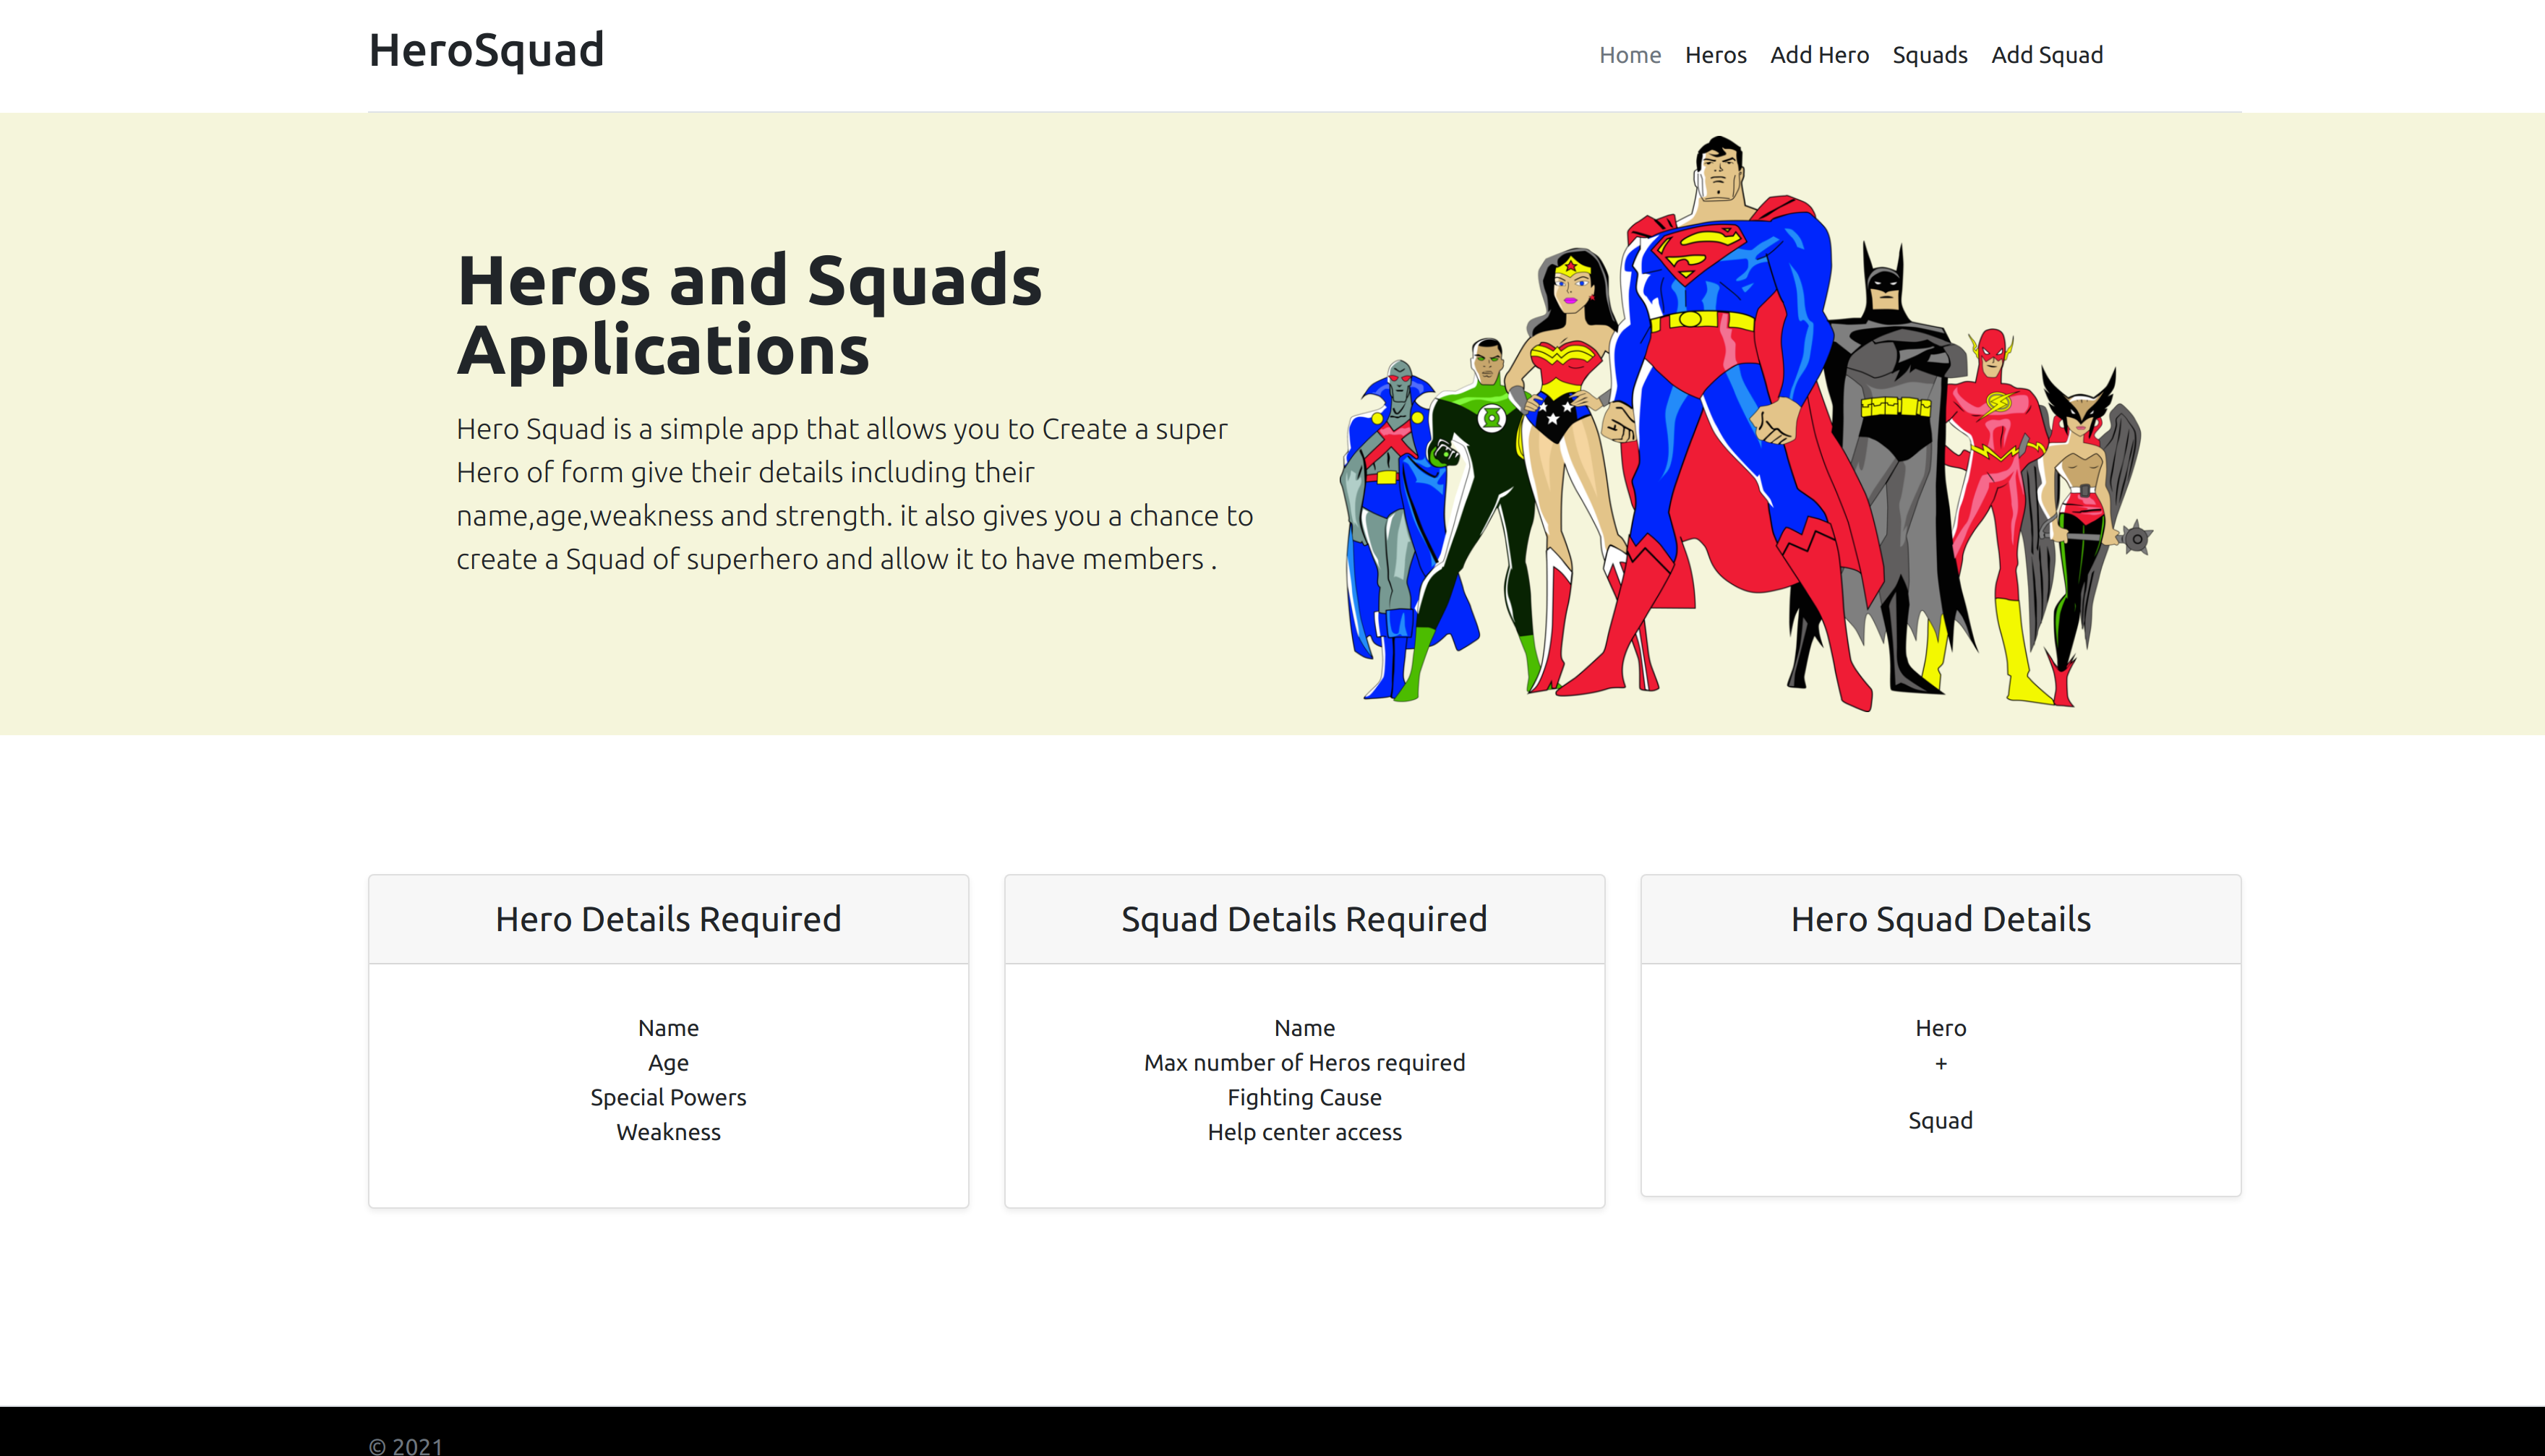 HeroSquad
Home Heros Add Hero Squads Add Squad
Heros and Squads
Applications
Hero Squad is a simple app that allows you to Create a super
Hero of form give their details including their
name,age,weakness and strength. it also gives you a chance to
create a Squad of superhero and allow it to have members .
Hero Details Required
Name
Age
Special Powers
Weakness
Squad Details Required
Name
Max number of Heros required
Fighting Cause
Help center access
Hero Squad Details
Hero
+
Squad
© 2021